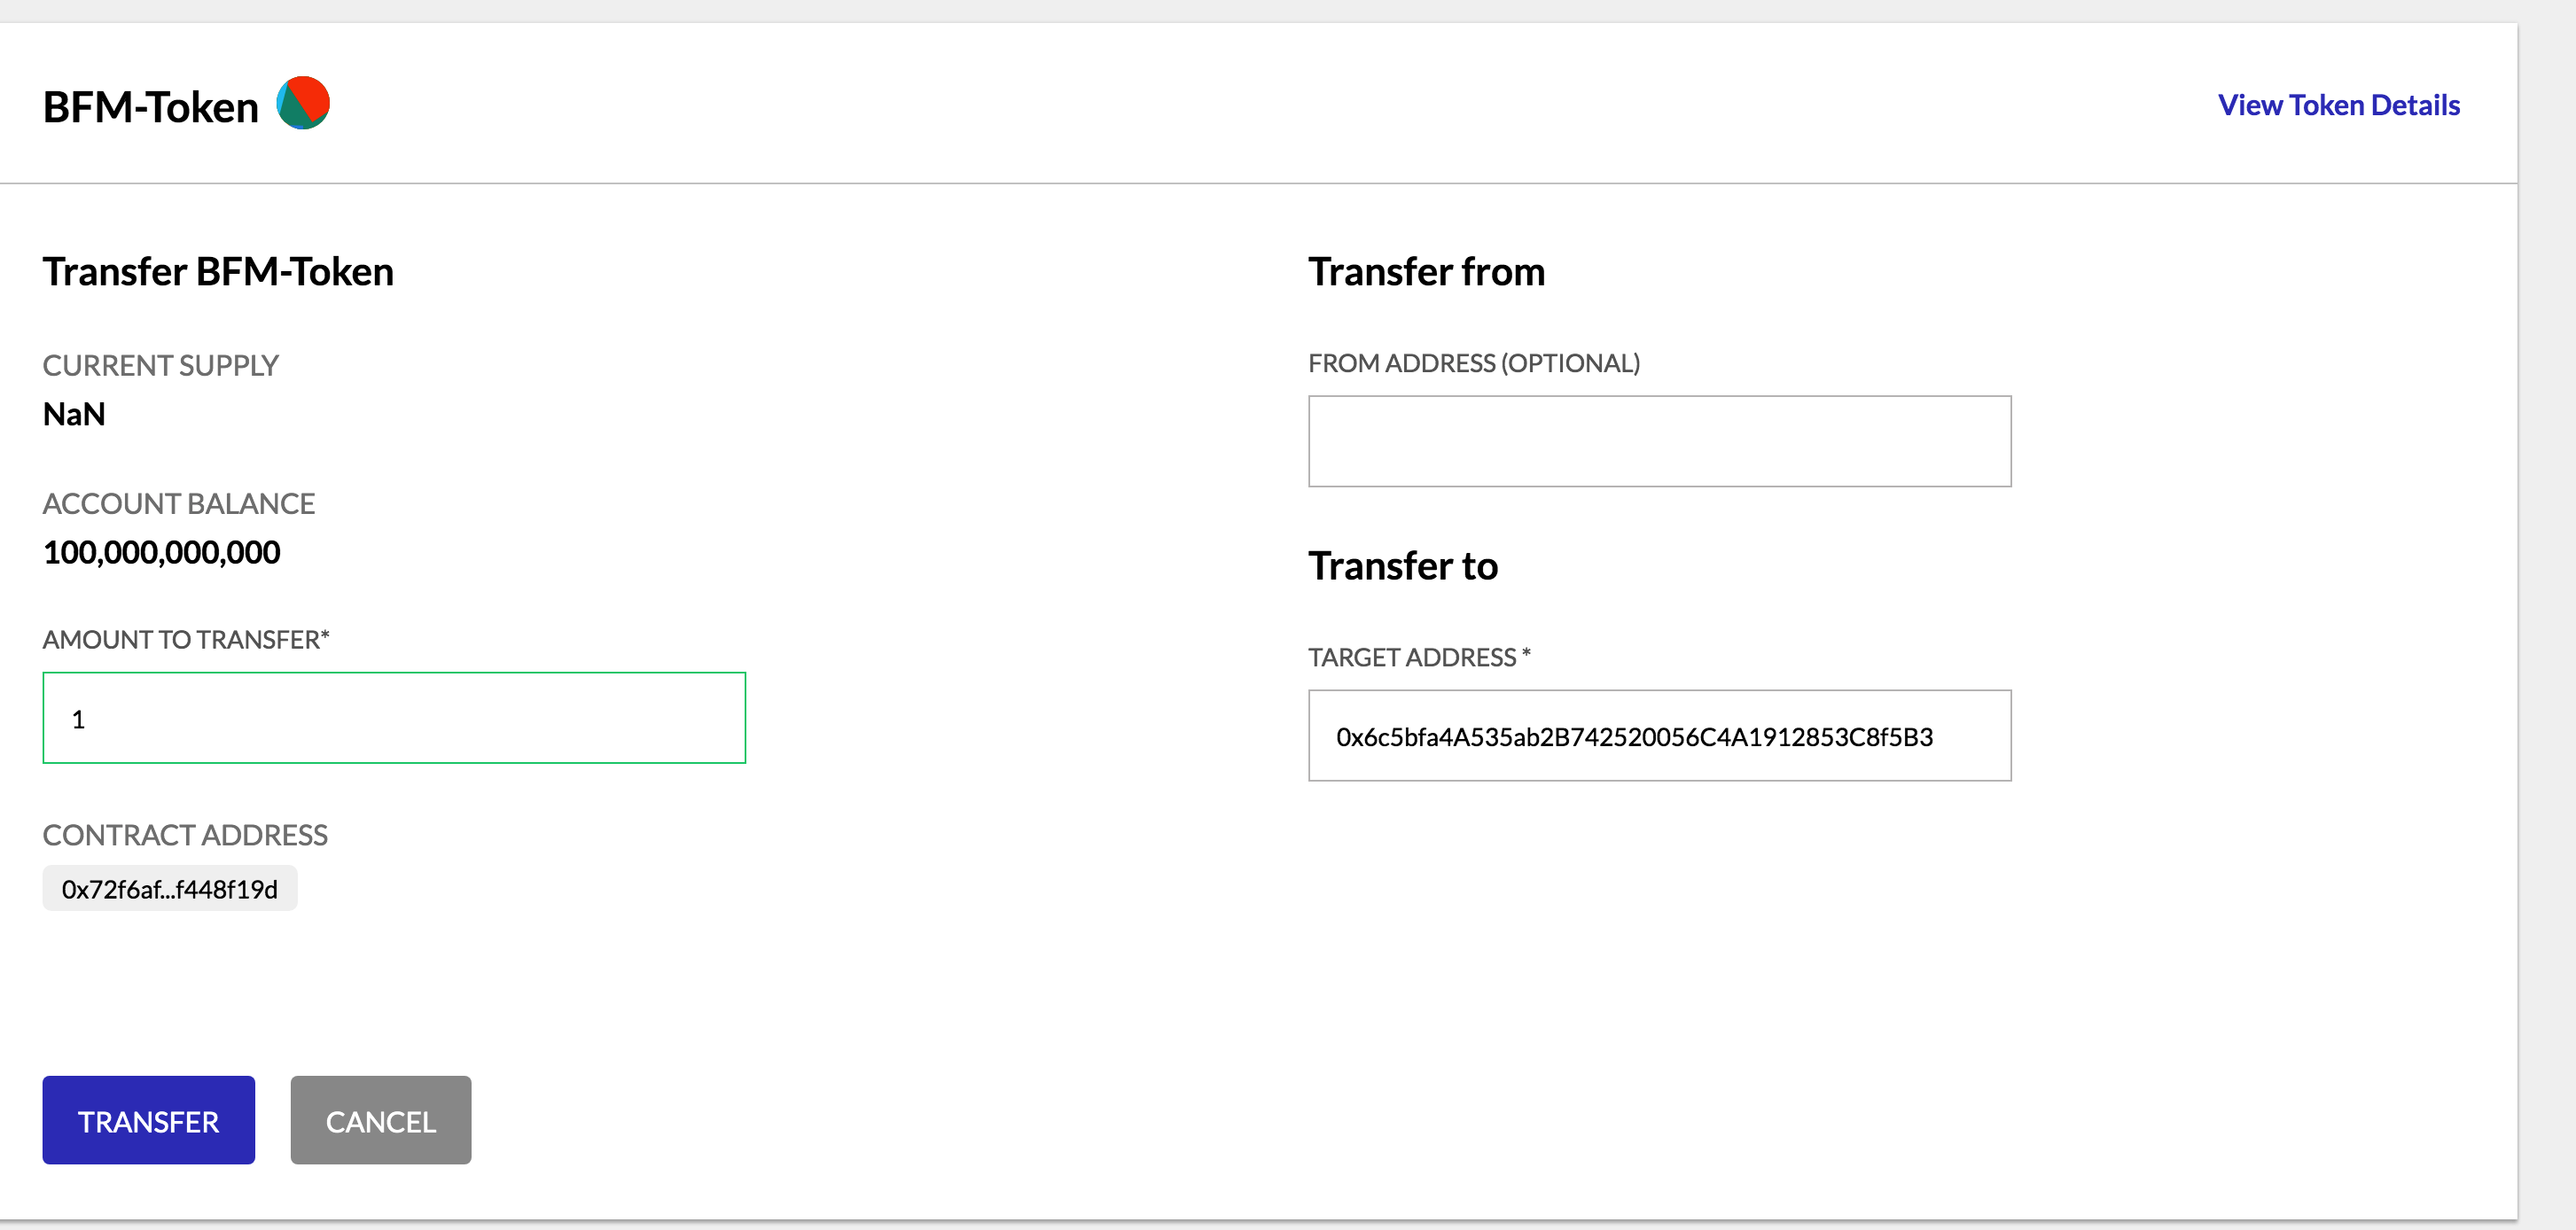 BFM-Token
View Token Details
Transfer BFM-Token
CURRENT SUPPLY
NaN
ACCOUNT BALANCE
100,000,000,000
AMOUNT TO TRANSFER*
1
CONTRACT ADDRESS
0x72f6af...f448f19d
Transfer from
FROM ADDRESS (OPTIONAL)
Transfer to
TARGET ADDRESS *
0x6c5bfa4A535ab2B742520056C4A1912853C8f5B3
TRANSFER
CANCEL